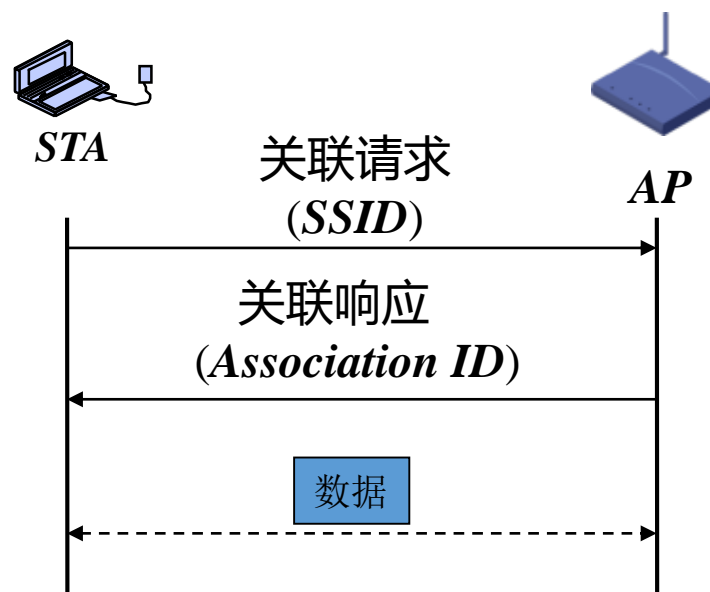 STA
AP
关联请求
(SSID)
关联响应
(Association ID)
数据